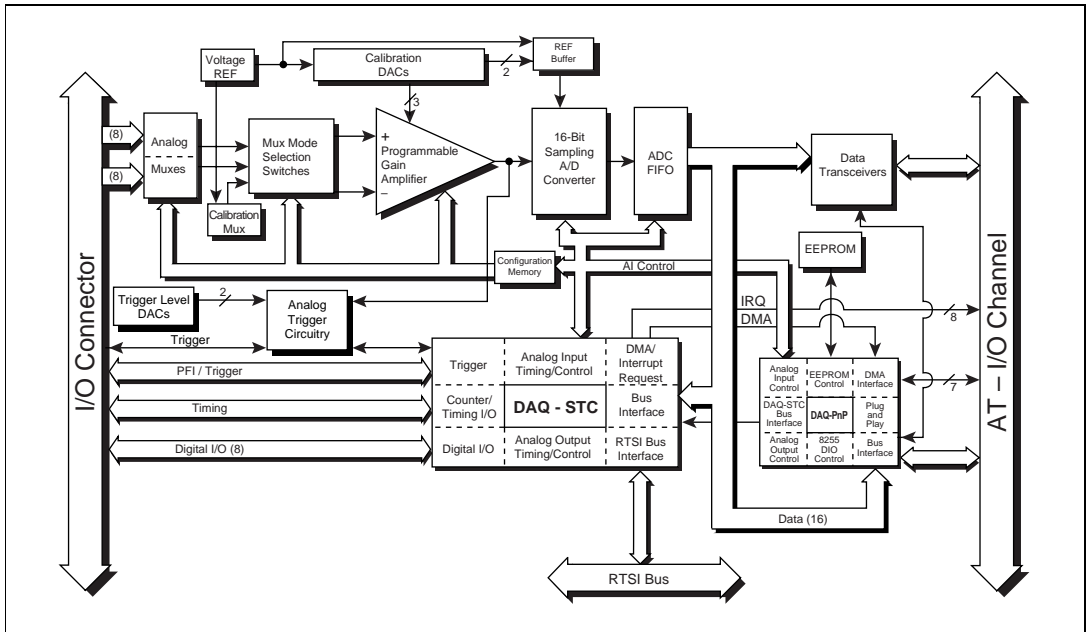 Voltage
REF
Calibration
DACs
2
REF
Buffer
3
(8)
(8)
Analog
Muxes
Mux Mode
Selection
Switches
+
Programmable
Gain
Amplifier
–
16-Bit
Sampling
A/D
Converter
ADC
FIFO
Data
Transceivers
Calibration
Mux
Configuration
Memory
AI Control
EEPROM
I/O Connector
AT – I/O Channel
Trigger Level
DACs
2
Analog
Trigger
Circuitry
IRQ
DMA
8
Trigger
PFI / Trigger
Timing
Digital I/O (8)
Trigger
Analog Input
Timing/Control
DMA/
Interrupt
Request
Counter/
Timing I/O
DAQ - STC
Bus
Interface
Digital I/O
Analog Output
Timing/Control
RTSI Bus
Interface
Analog
Input
Control
EEPROM
Control
DMA
Interface
7
DAQ-STC
Bus
Interface
DAQ-PnP
Plug
and
Play
Analog
Output
Control
8255
DIO
Control
Bus
Interface
Data (16)
RTSI Bus